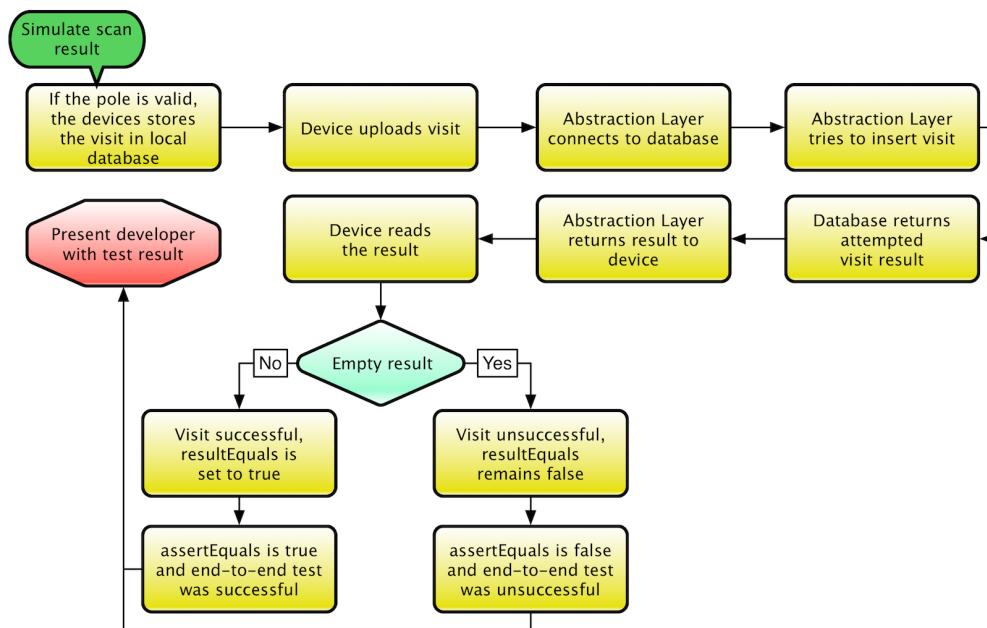 Simulate scan
result
If the pole is valid,
the devices stores
the visit in local
database
Device uploads visit
Abstraction Layer
connects to database
Abstraction Layer
tries to insert visit
Present developer
with test result
Device reads
the result
Abstraction Layer
returns result to
device
Database returns
attempted
visit result
No
Empty result
Yes
Visit successful,
resultEquals is
set to true
Visit unsuccessful,
resultEquals
remains false
assertEquals is true
and end-to-end test
was successful
assertEquals is false
and end-to-end test
was unsuccessful